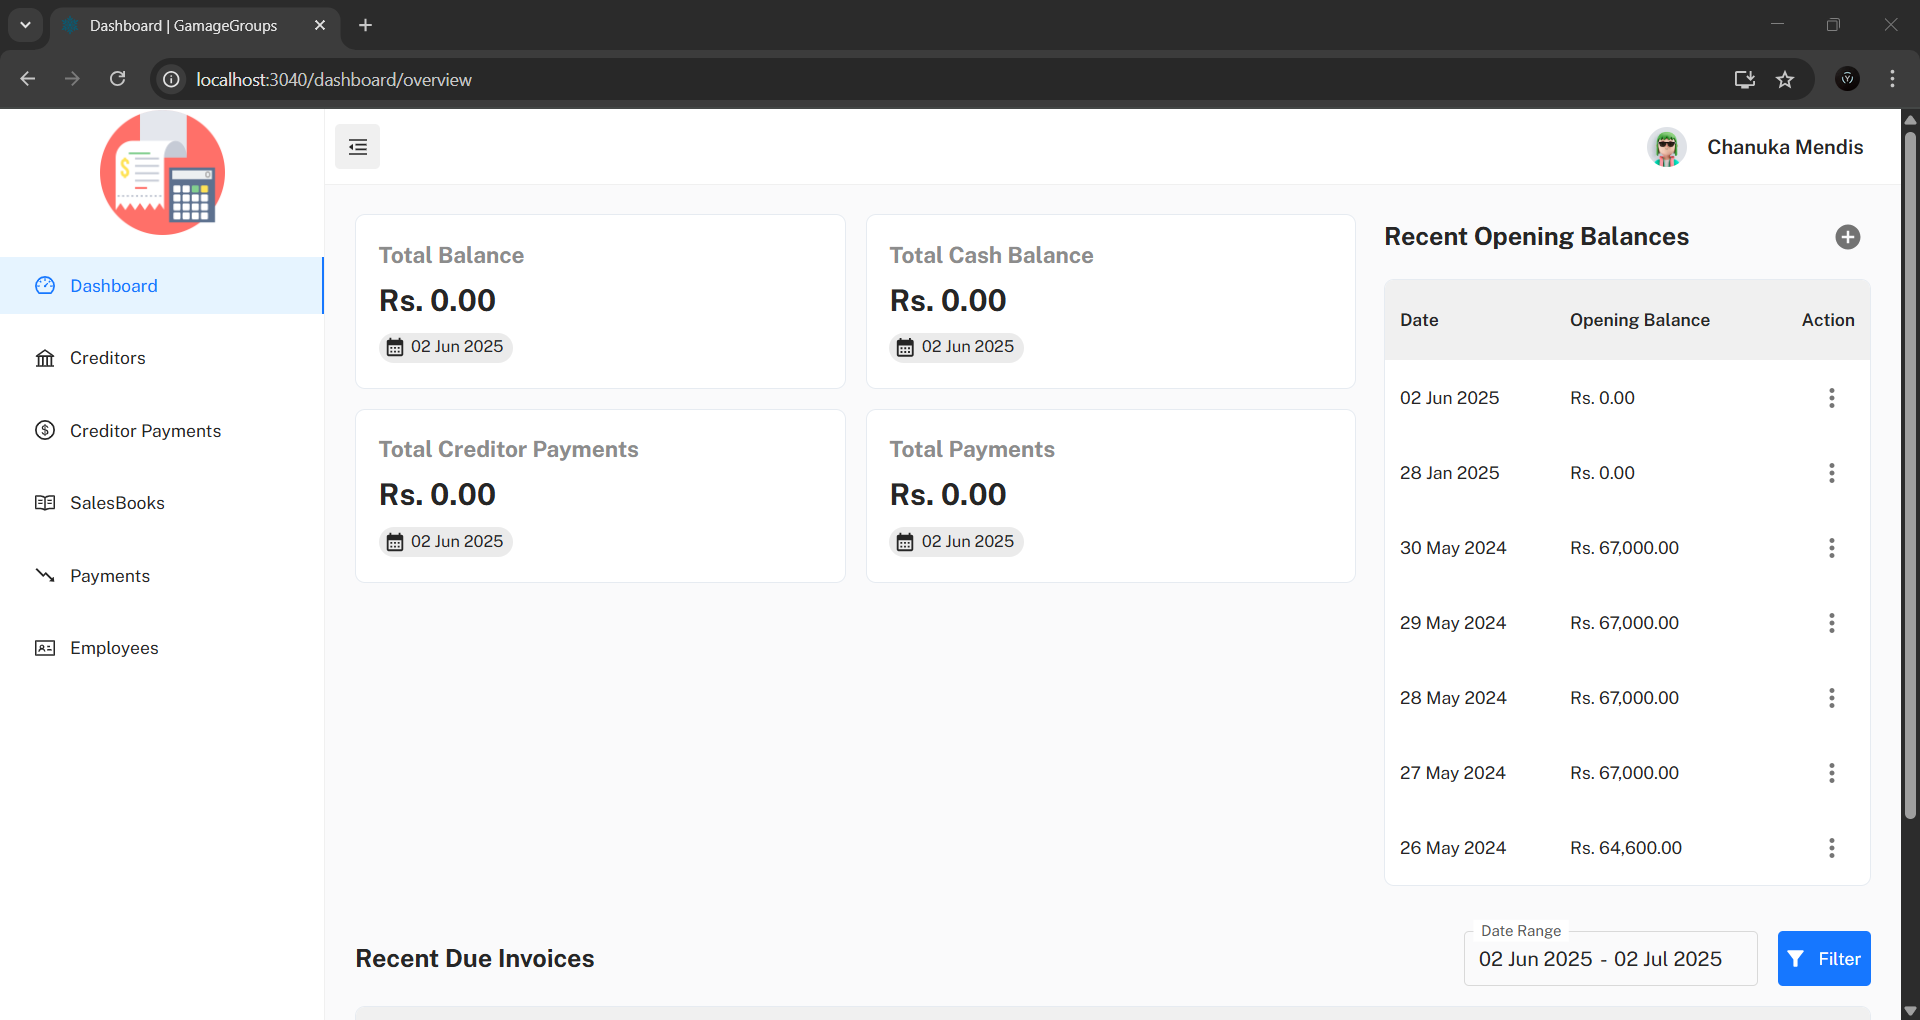 Dashboard | GamageGroups
localhost:3040/dashboard/overview
Chanuka Mendis
Dashboard
Creditors
Creditor Payments
SalesBooks
Payments
Employees
Total Balance
Rs. 0.00
02 Jun 2025
Total Cash Balance
Rs. 0.00
02 Jun 2025
Total Creditor Payments
Rs. 0.00
02 Jun 2025
Total Payments
Rs. 0.00
02 Jun 2025
Recent Opening Balances
Date Opening Balance Action
02 Jun 2025 Rs. 0.00
28 Jan 2025 Rs. 0.00
30 May 2024 Rs. 67,000.00
29 May 2024 Rs. 67,000.00
28 May 2024 Rs. 67,000.00
27 May 2024 Rs. 67,000.00
26 May 2024 Rs. 64,600.00
Recent Due Invoices
Date Range
02 Jun 2025 - 02 Jul 2025
Filter